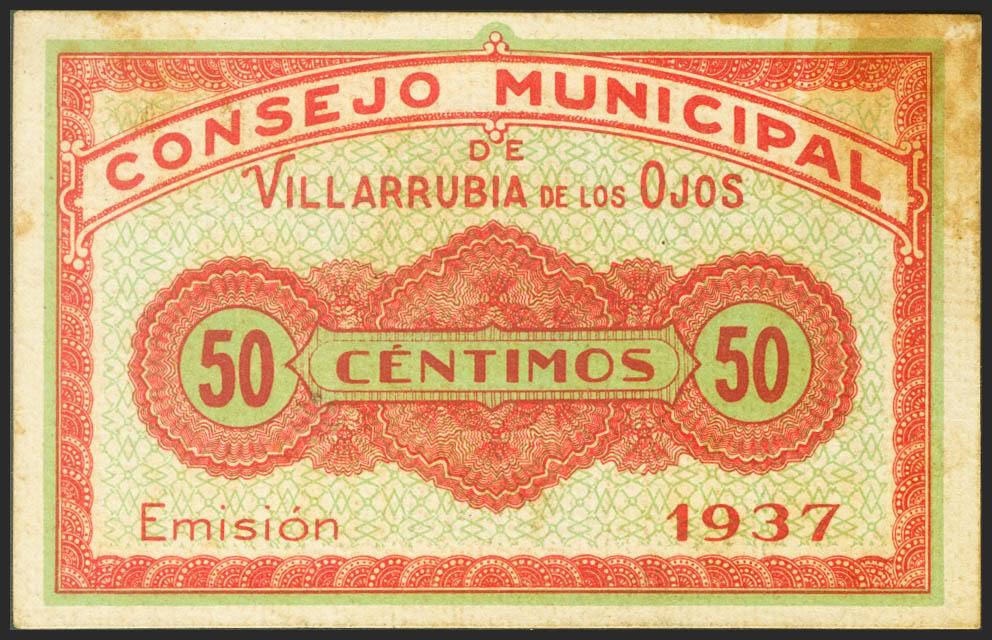 CONSEJO MUNICIPAL
DE
VILLARRUBIA DE LOS OJOS
50 CÉNTIMOS 50
Emisión 1937